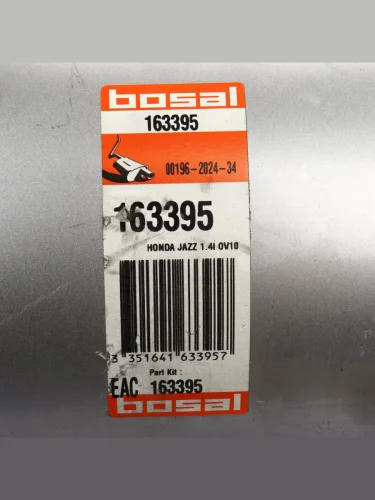 bosal
163395
00196-2024-34
163395
HONDA JAZZ 1.4i OV10
3 351641 633957
Part Kit :
EAC 163395
bosal